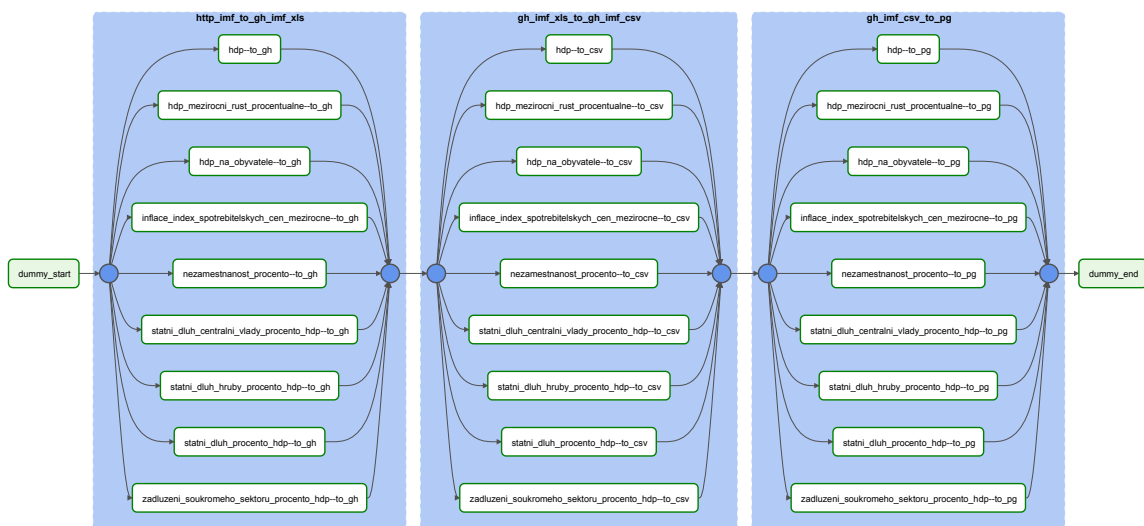 http_imf_to_gh_imf_xls
hdp--to_gh
hdp_mezirocni_rust_procentualne--to_gh
hdp_na_obyvatele--to_gh
inflace_index_spotrebitelskych_cen_mezirocne--to_gh
dummy_start
nezamestnanost_procento--to_gh
statni_dluh_centralni_vlady_procento_hdp--to_gh
statni_dluh_hruby_procento_hdp--to_gh
statni_dluh_procento_hdp--to_gh
zadluzeni_soukromeho_sektoru_procento_hdp--to_gh
gh_imf_xls_to_gh_imf_csv
hdp--to_csv
hdp_mezirocni_rust_procentualne--to_csv
hdp_na_obyvatele--to_csv
inflace_index_spotrebitelskych_cen_mezirocne--to_csv
nezamestnanost_procento--to_csv
statni_dluh_centralni_vlady_procento_hdp--to_csv
statni_dluh_hruby_procento_hdp--to_csv
statni_dluh_procento_hdp--to_csv
zadluzeni_soukromeho_sektoru_procento_hdp--to_csv
gh_imf_csv_to_pg
hdp--to_pg
hdp_mezirocni_rust_procentualne--to_pg
hdp_na_obyvatele--to_pg
inflace_index_spotrebitelskych_cen_mezirocne--to_pg
nezamestnanost_procento--to_pg
statni_dluh_centralni_vlady_procento_hdp--to_pg
statni_dluh_hruby_procento_hdp--to_pg
statni_dluh_procento_hdp--to_pg
zadluzeni_soukromeho_sektoru_procento_hdp--to_pg
dummy_end